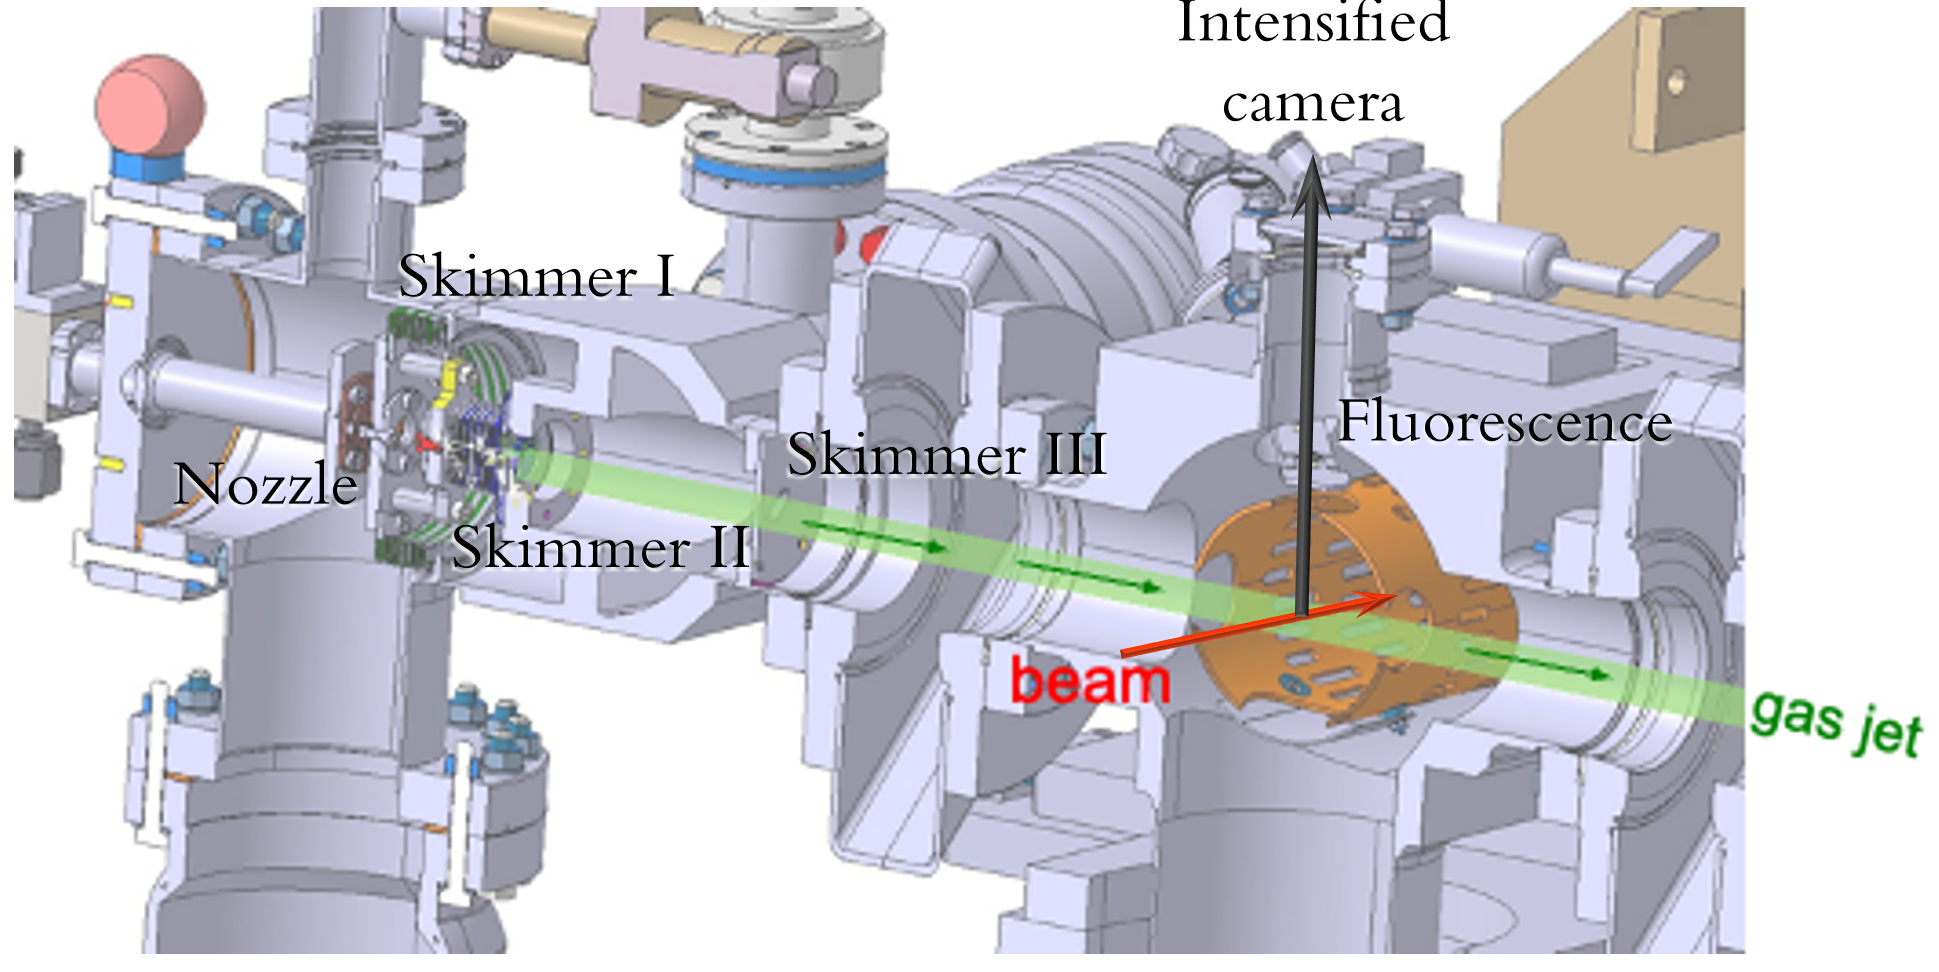 Intensified
camera
Skimmer I
Fluorescence
Skimmer III
Nozzle
Skimmer II
beam
gas jet